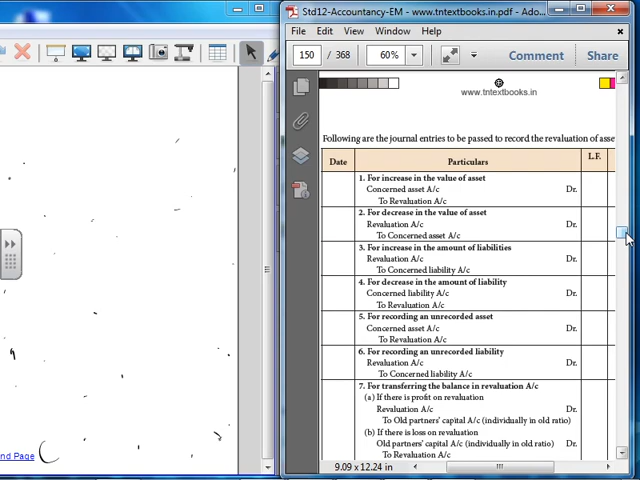 Std12-Accountancy-EM - www.tntextbooks.in.pdf - Ado...
File Edit View Window Help
150 / 368 60% Comment Share
www.tntextbooks.in
Following are the journal entries to be passed to record the revaluation of asse
Date Particulars L.F.
1. For increase in the value of asset
Concerned asset A/c Dr.
To Revaluation A/c
2. For decrease in the value of asset
Revaluation A/c Dr.
To Concerned asset A/c
3. For increase in the amount of liabilities
Revaluation A/c Dr.
To Concerned liability A/c
4. For decrease in the amount of liability
Concerned liability A/c Dr.
To Revaluation A/c
5. For recording an unrecorded asset
Concerned asset A/c Dr.
To Revaluation A/c
6. For recording an unrecorded liability
Revaluation A/c Dr.
To Concerned liability A/c
7. For transferring the balance in revaluation A/c
(a) If there is profit on revaluation
Revaluation A/c Dr.
To Old partners' capital A/c (individually in old ratio)
(b) If there is loss on revaluation
Old partners' capital A/c (individually in old ratio) Dr.
To Revaluation A/c
nd Page
9.09 x 12.24 in